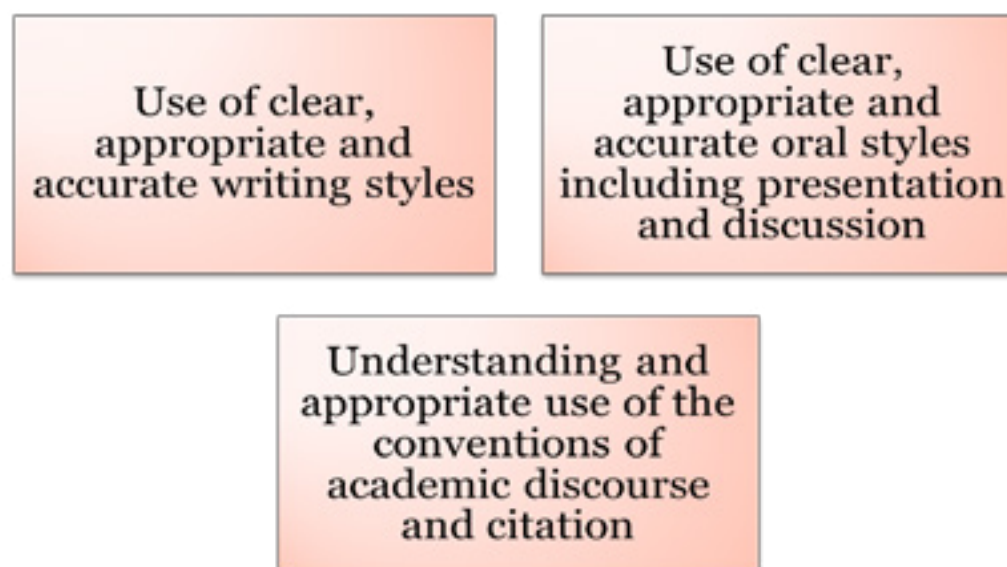 Use of clear,
appropriate and
accurate writing styles
Use of clear,
appropriate and
accurate oral styles
including presentation
and discussion
Understanding and
appropriate use of the
conventions of
academic discourse
and citation